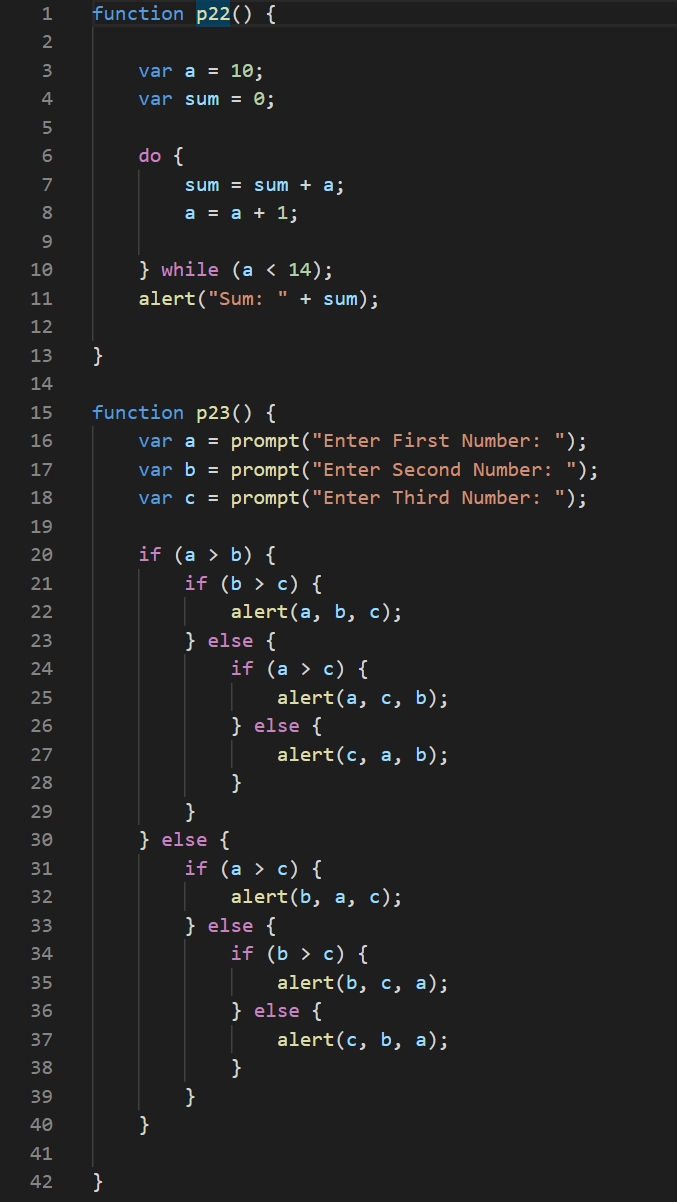 1 function p22() {
2
3 var a = 10;
4 var sum = 0;
5
6 do {
7 sum = sum + a;
8 a = a + 1;
9
10 } while (a < 14);
11 alert("Sum: " + sum);
12
13 }
14
15 function p23() {
16 var a = prompt("Enter First Number: ");
17 var b = prompt("Enter Second Number: ");
18 var c = prompt("Enter Third Number: ");
19
20 if (a > b) {
21 if (b > c) {
22 alert(a, b, c);
23 } else {
24 if (a > c) {
25 alert(a, c, b);
26 } else {
27 alert(c, a, b);
28 }
29 }
30 } else {
31 if (a > c) {
32 alert(b, a, c);
33 } else {
34 if (b > c) {
35 alert(b, c, a);
36 } else {
37 alert(c, b, a);
38 }
39 }
40 }
41
42 }